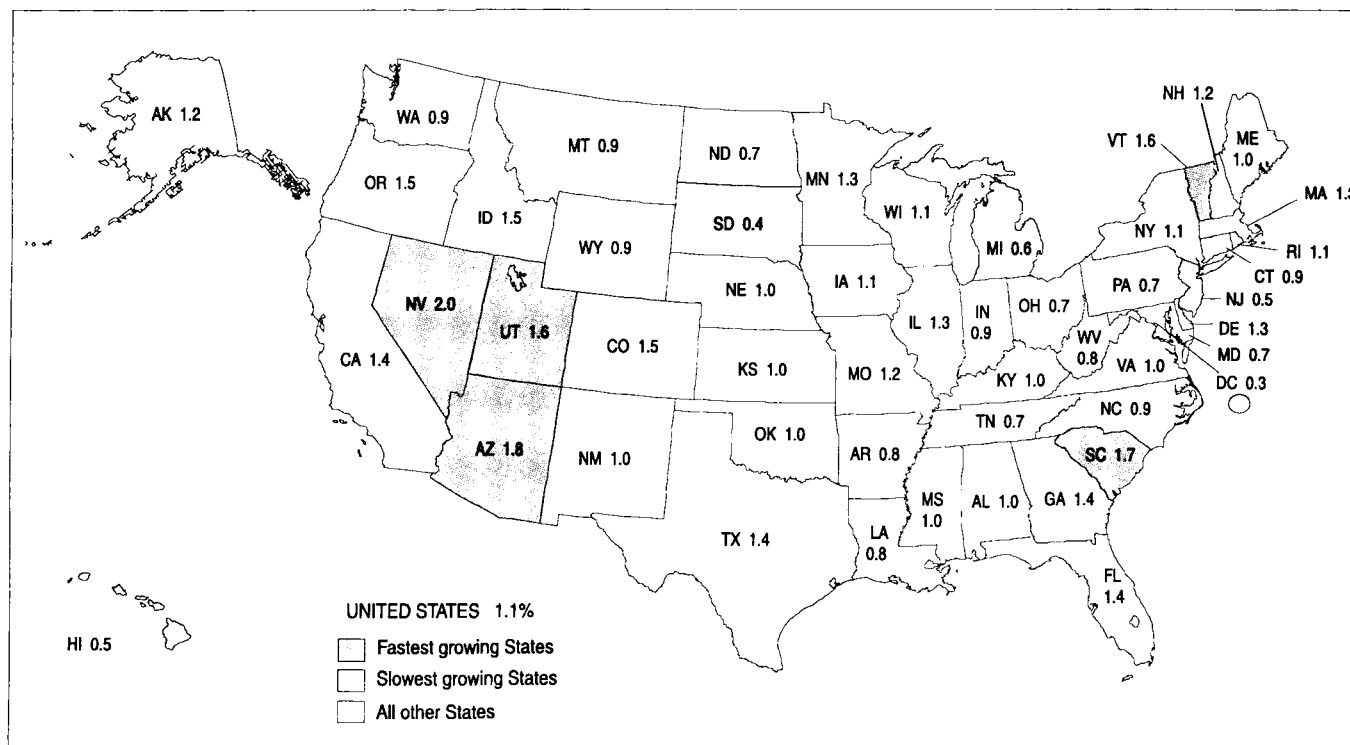 AK 1.2
WA 0.9
MT 0.9
ND 0.7
MN 1.3
NH 1.2
VT 1.6
ME
1.0
OR 1.5
ID 1.5
WY 0.9
SD 0.4
WI 1.1
MI 0.6
NY 1.1
MA
RI 1.1
CT 0.9
NV 2.0
UT 1.6
CO 1.5
NE 1.0
IA 1.1
IL 1.3
IN
0.9
OH 0.7
PA 0.7
NJ 0.5
DE 1.3
MD 0.7
DC 0.3
CA 1.4
KS 1.0
MO 1.2
KY 1.0
WV
0.8
VA 1.0
AZ 1.8
NM 1.0
OK 1.0
AR 0.8
TN 0.7
NC 0.9
SC 1.7
TX 1.4
LA
0.8
MS
1.0
AL 1.0
GA 1.4
FL
1.4
HI 0.5
UNITED STATES 1.1%
Fastest growing States
Slowest growing States
All other States